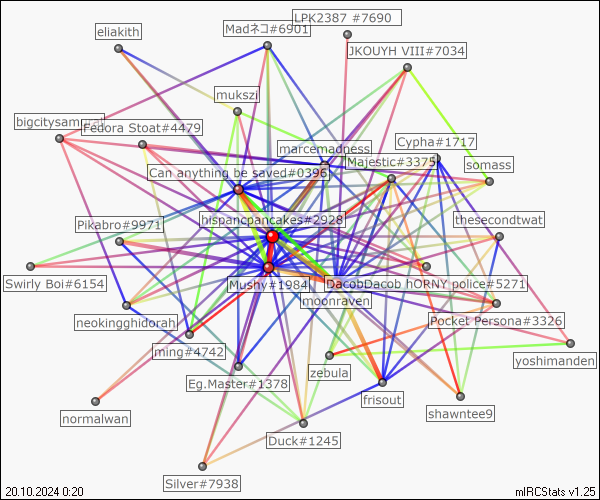 LPK2387 #7690
eliakith
Madネコ#6901
JKOUYH VIII#7034
mukszi
bigcitysam
Fedora Stoat#4479
marcemadness
Cypha#1717
Majestic#3375
somass
Can anything be saved#0396
hispancpancakes#2928
thesecondtwat
Pikabro#9971
Swirly Boi#6154
Mushy#1984
DacobDacob hORNY police#5271
moonraven
neokingghidorah
Pocket Persona#3326
ming#4742
yoshimanden
zebula
Eg.Master#1378
frisout
normalwan
shawntee9
Duck#1245
Silver#7938
20.10.2024 0:20
mIRCStats v1.25